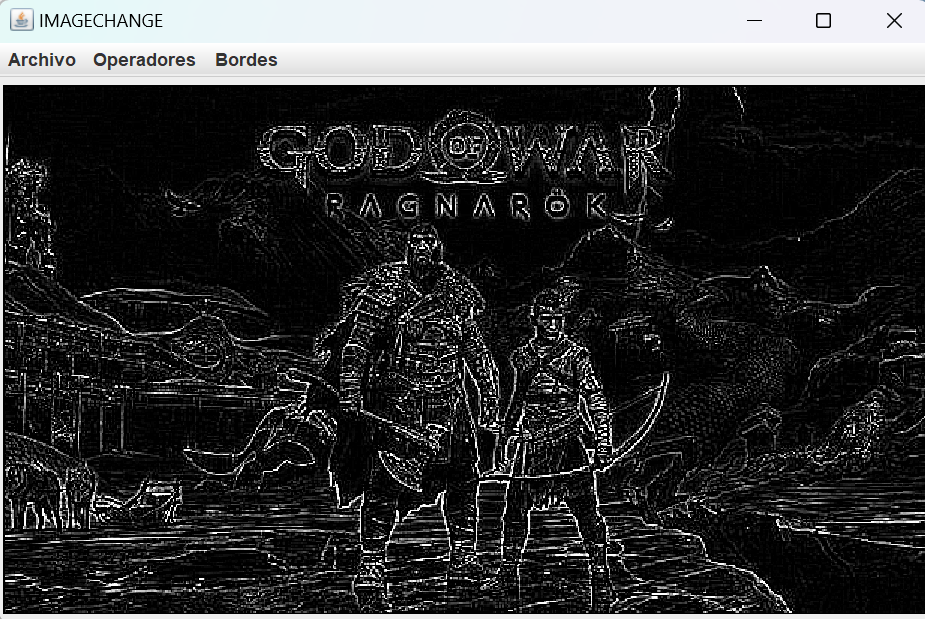 IMAGECHANGE
Archivo Operadores Bordes
GOD OF WAR
RAGNARÖK